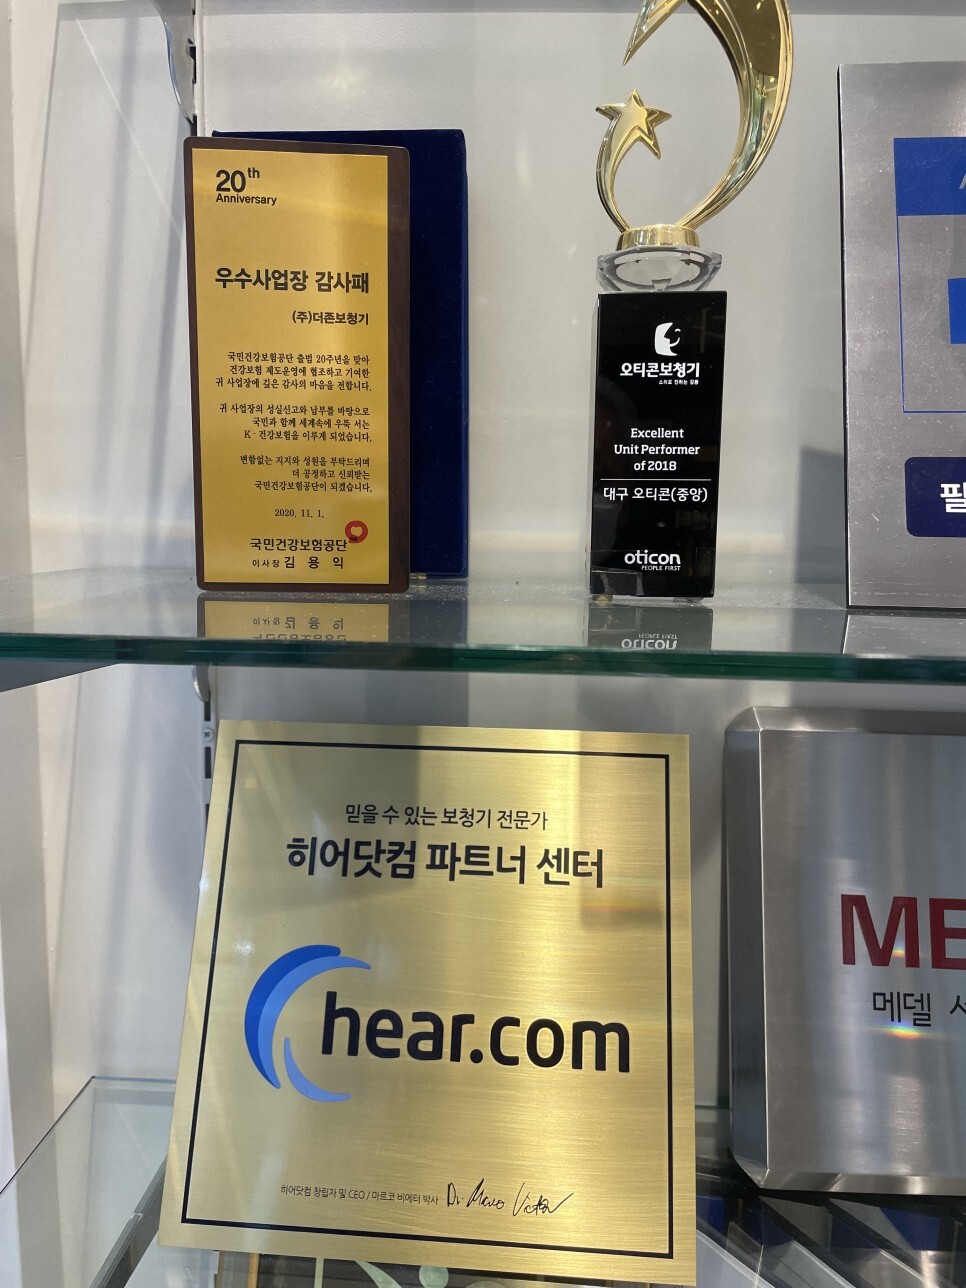 20th
Anniversary
우수사업장 감사패
(주)더존보청기
국민건강보험공단 출범 20주년을 맞아
건강보험 제도운영에 협조하고 기여한
귀 사업장에 깊은 감사의 마음을 전합니다.
귀 사업장의 성실신고와 납부를 바탕으로
국민과 함께 세계속에 우뚝 서는
K-건강보험을 이루게 되었습니다.
변함없는 지지와 성원을 부탁드리며
더 공정하고 신뢰받는
국민건강보험공단이 되겠습니다.
2020. 11. 1.
국민건강보험공단
이사장 김 용 익
오티콘보청기
소리로 전하는 감동
Excellent
Unit Performer
of 2018
대구 오티콘(중앙)
oticon
PEOPLE FIRST
필
믿을 수 있는 보청기 전문가
히어닷컴 파트너 센터
hear.com
히어닷컴 창립자 및 CEO / 마르코 비에터 박사
ME
메델